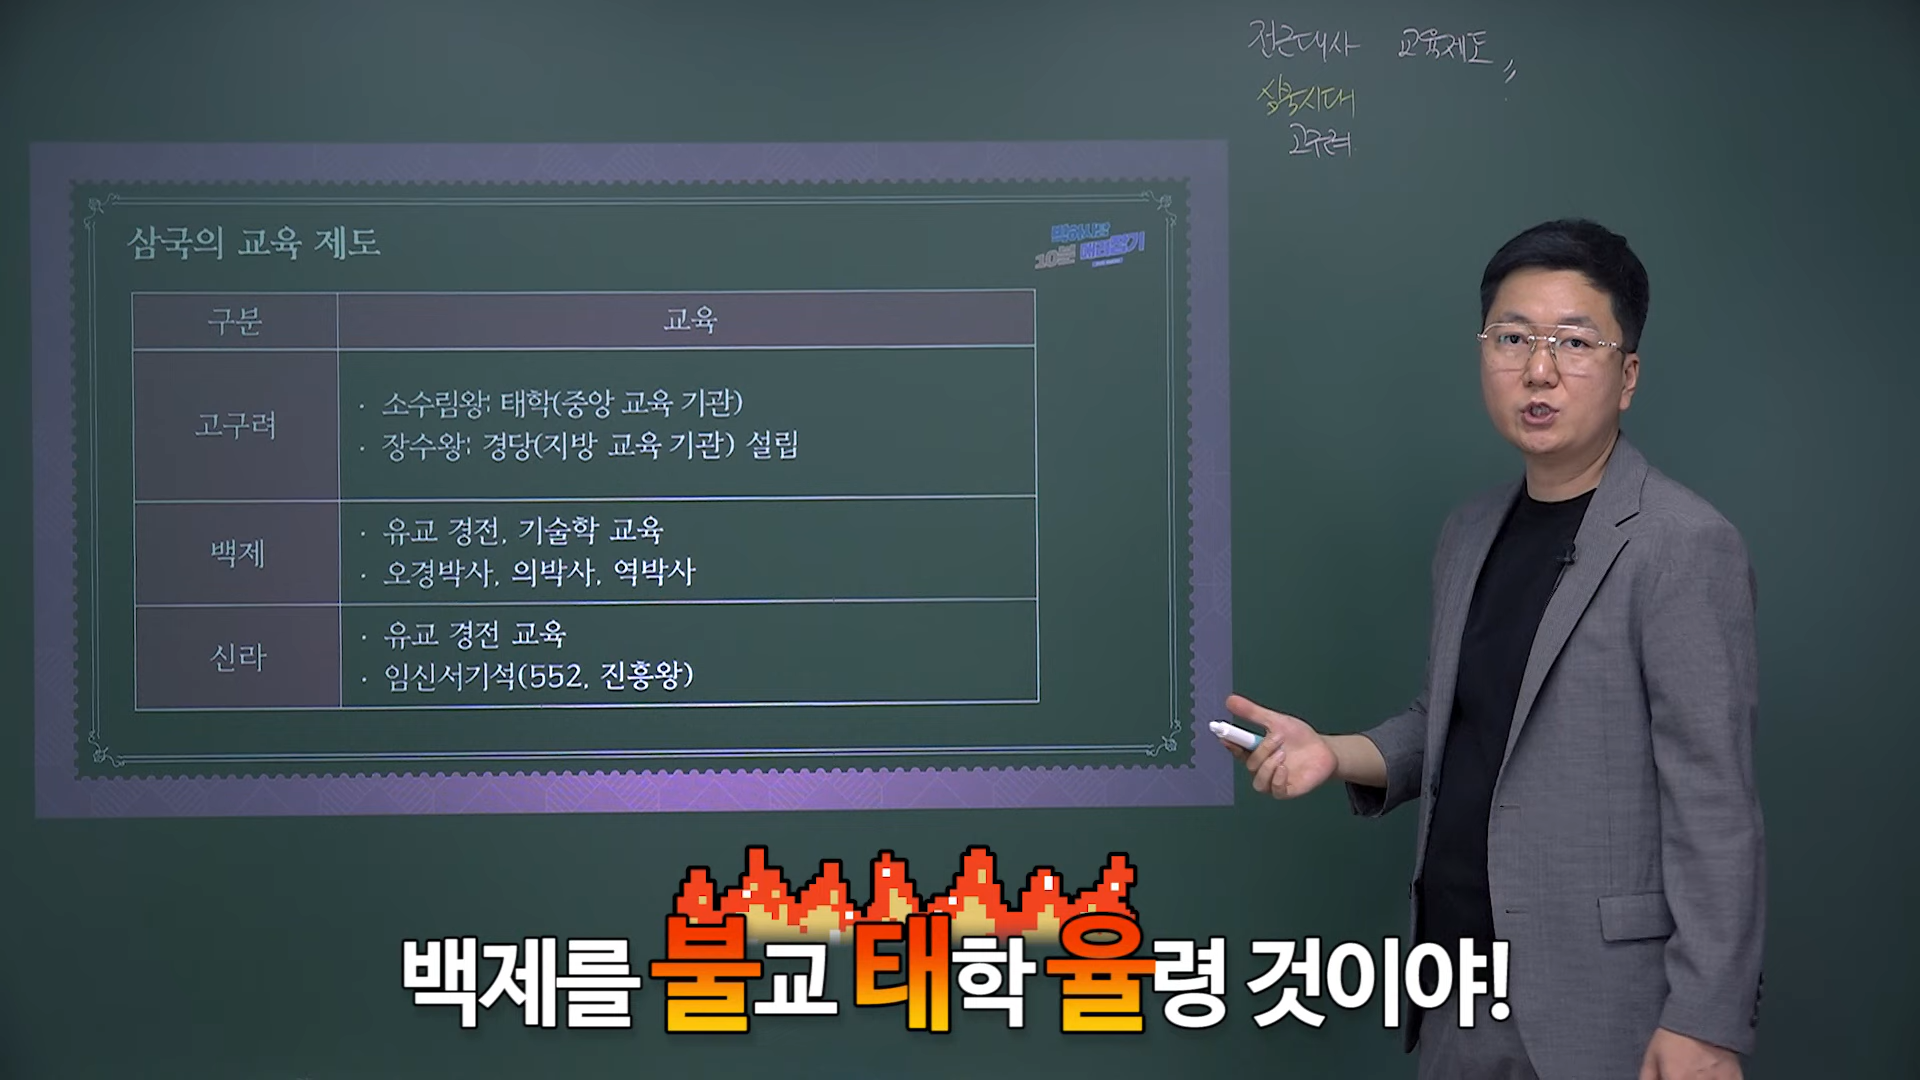 전근대사 교육제도
삼국시대
고구려
삼국의 교육 제도
10분
구분 교육
고구려
· 소수림왕: 태학(중앙 교육 기관)
· 장수왕: 경당(지방 교육 기관) 설립
백제
· 유교 경전, 기술학 교육
· 오경박사, 의박사, 역박사
신라
· 유교 경전 교육
· 임신서기석(552, 진흥왕)
백제를 불교 태학 율령 것이야!